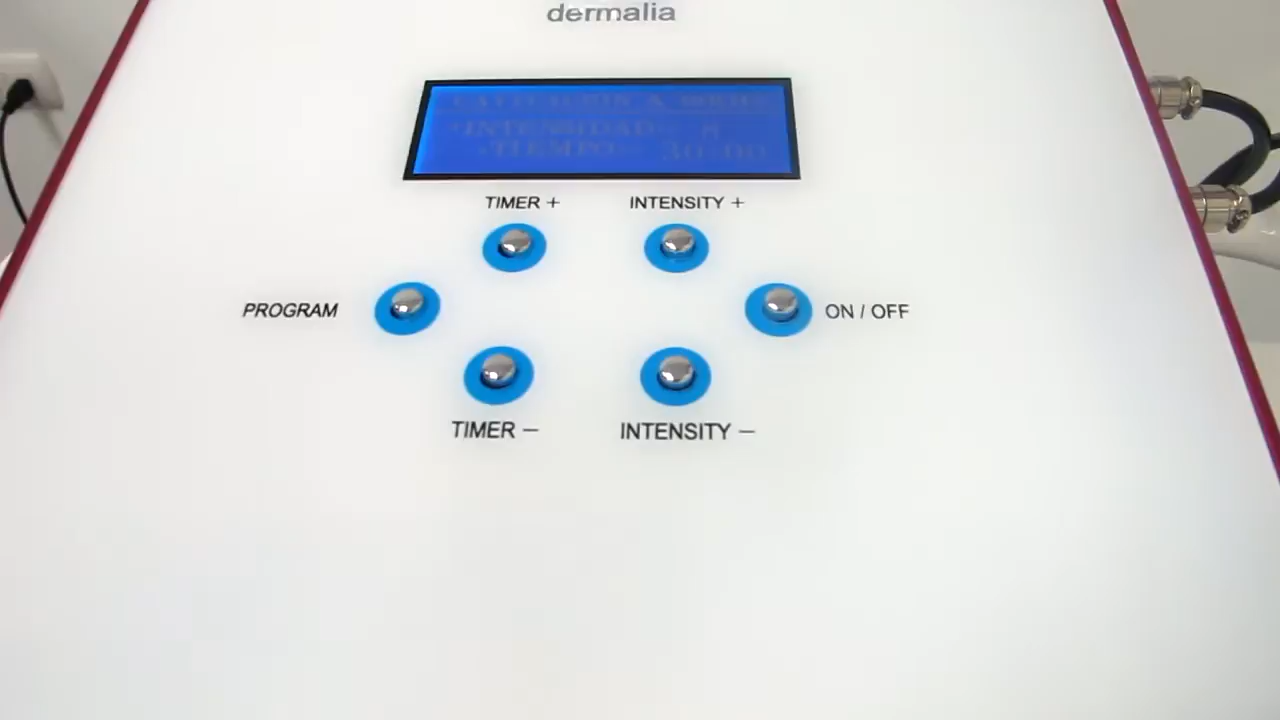 dermalia
INTENSIDAD
TIEMPO 30:00
TIMER + INTENSITY +
PROGRAM ON / OFF
TIMER – INTENSITY –